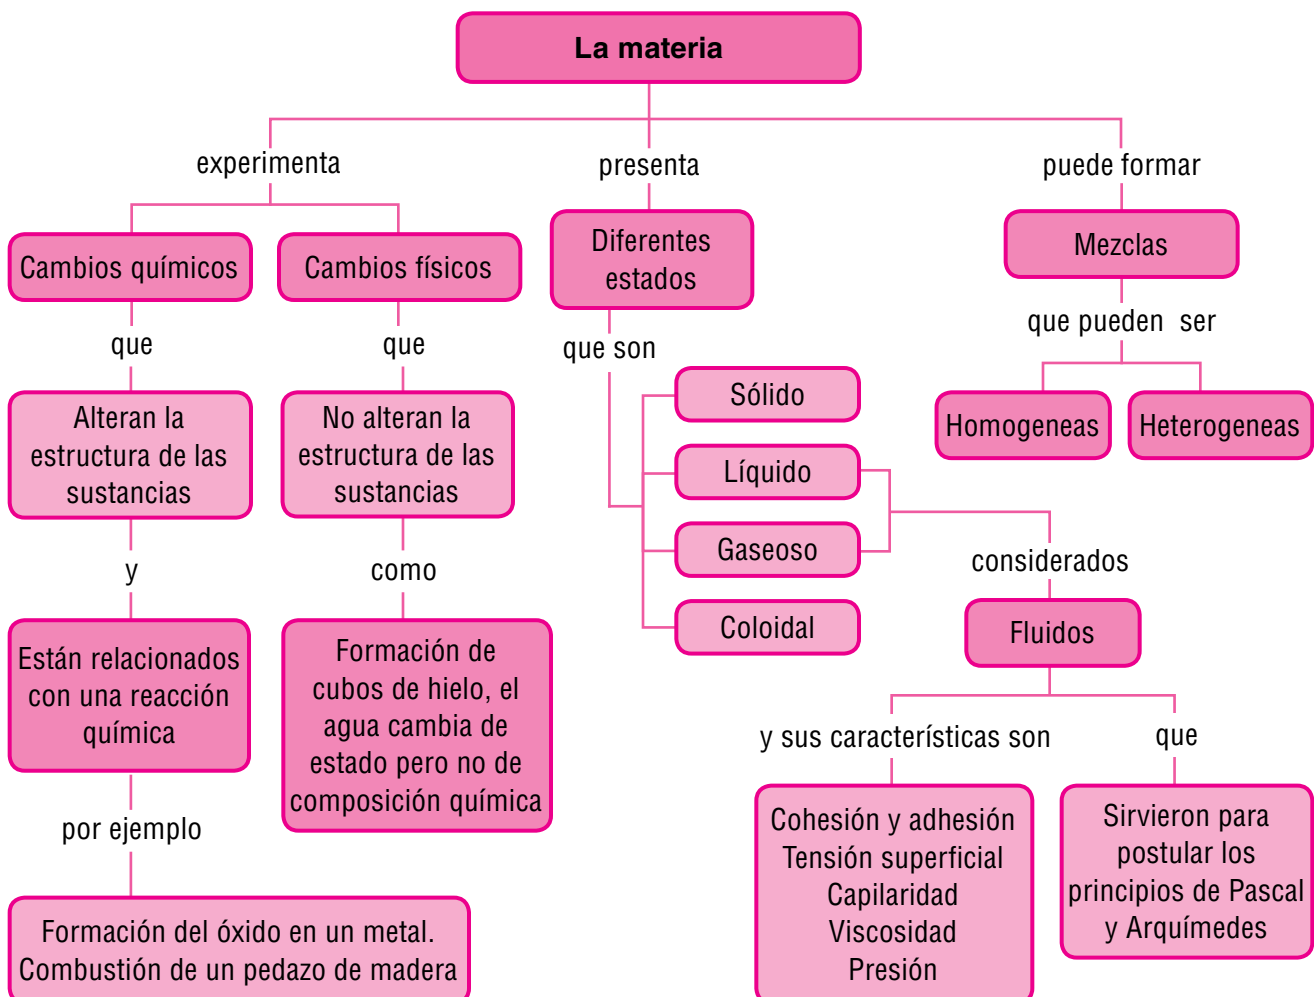 La materia
experimenta
presenta
puede formar
Cambios químicos
Cambios físicos
Diferentes
estados
Mezclas
que
que
que son
que pueden ser
Alteran la
estructura de las
sustancias
No alteran la
estructura de las
sustancias
Sólido
Líquido
Gaseoso
Coloidal
Homogeneas
Heterogeneas
y
como
considerados
Fluidos
Están relacionados
con una reacción
química
Formación de
cubos de hielo, el
agua cambia de
estado pero no de
composición química
y sus características son
que
por ejemplo
Cohesión y adhesión
Tensión superficial
Capilaridad
Viscosidad
Presión
Sirvieron para
postular los
principios de Pascal
y Arquímedes
Formación del óxido en un metal.
Combustión de un pedazo de madera